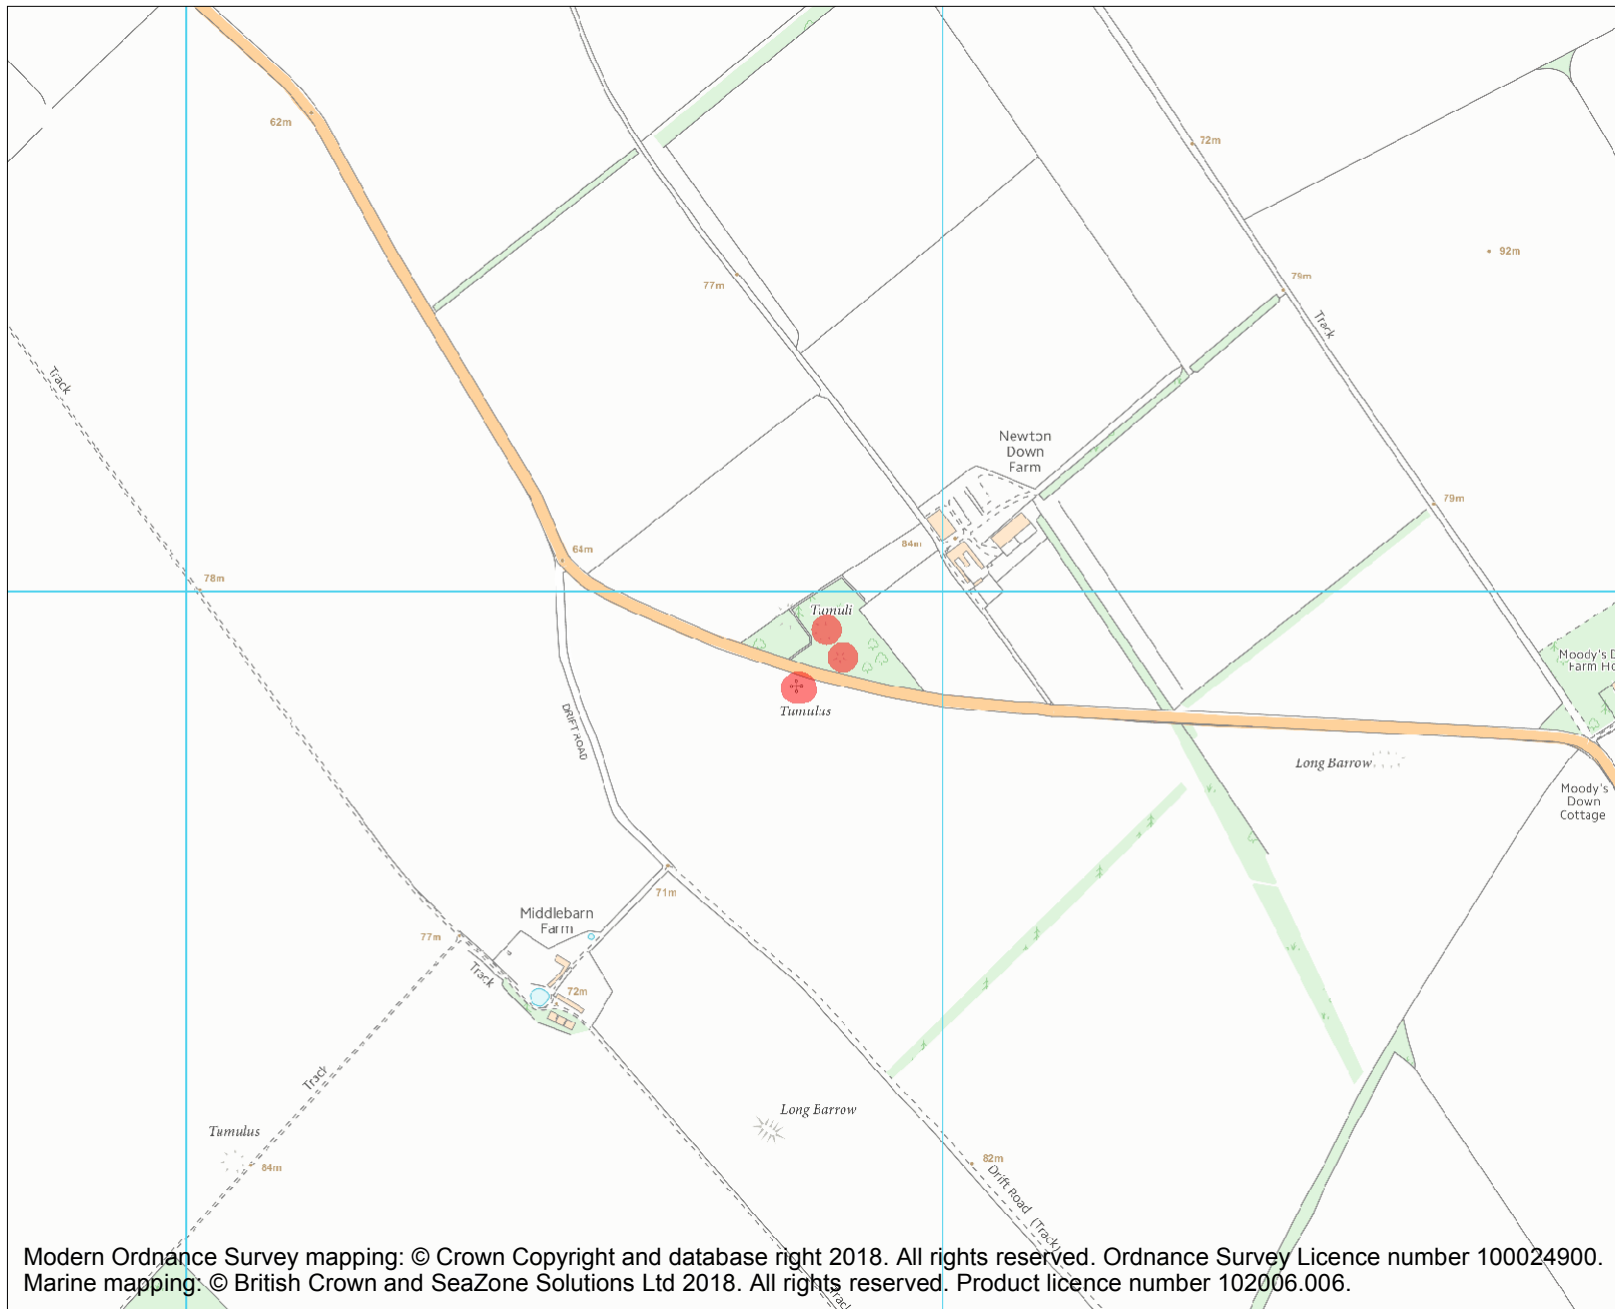 62m
72m
92m
77m
79m
Track
Track
Newton
Down
Farm
79m
84m
64m
78m
Tumuli
Moody's D
Farm Ho
Tumulus
DRIFT ROAD
Long Barrow
Moody's
Down
Cottage
71m
Middlebarn
Farm
77m
Track
72m
Track
Long Barrow
Tumulus
84m
82m
Drift Road (Track)
Track
Modern Ordnance Survey mapping: © Crown Copyright and database right 2018. All rights reserved. Ordnance Survey Licence number 100024900.
Marine mapping: © British Crown and SeaZone Solutions Ltd 2018. All rights reserved. Product licence number 102006.006.